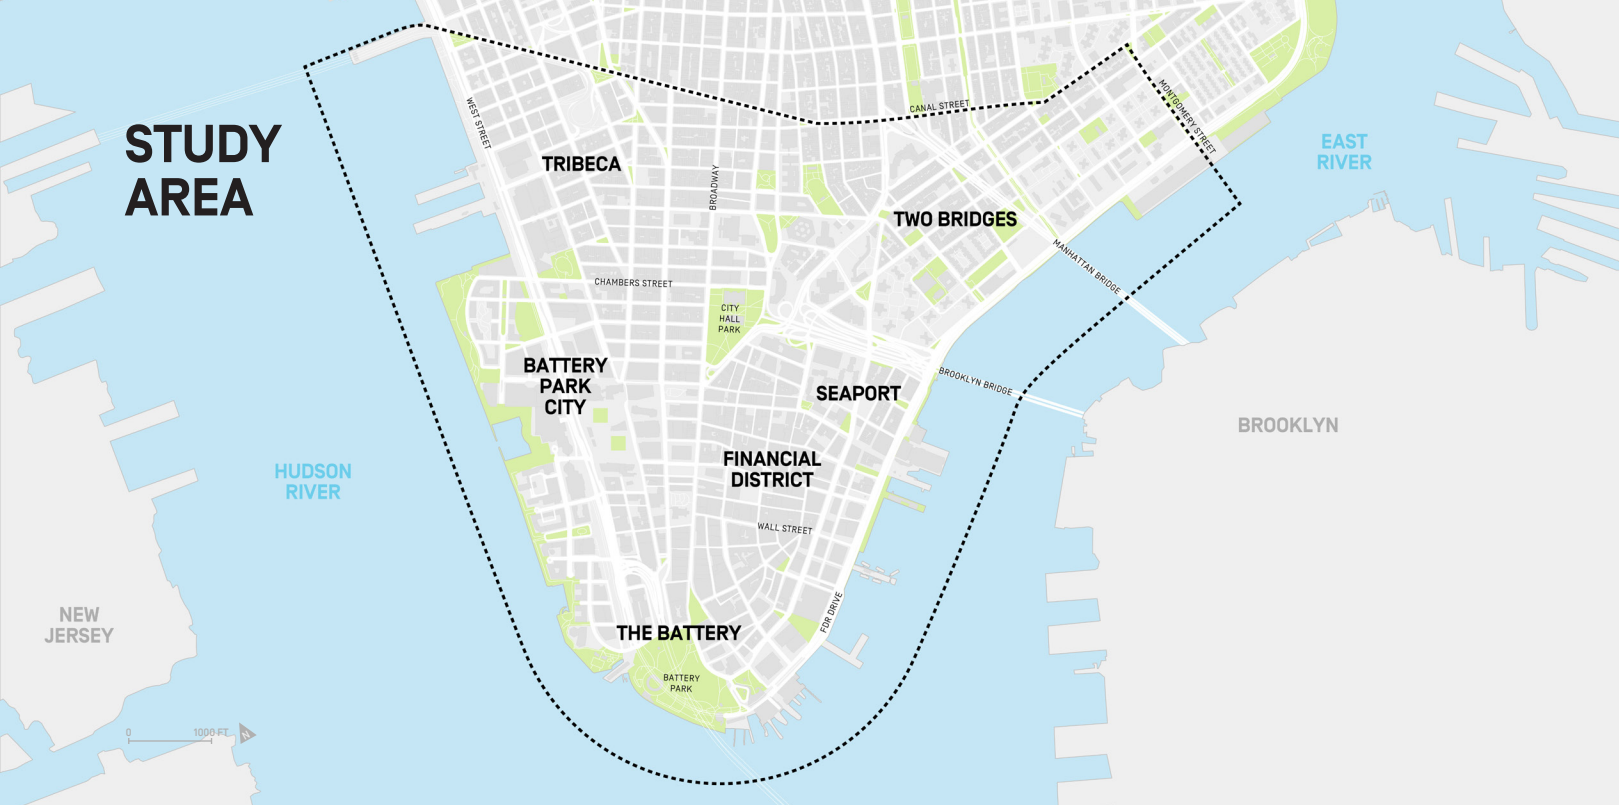 STUDY
AREA
WEST STREET
TRIBECA
BROADWAY
CANAL STREET
MONTGOMERY STREET
EAST
RIVER
TWO BRIDGES
MANHATTAN BRIDGE
CHAMBERS STREET
CITY
HALL
PARK
BATTERY
PARK
CITY
SEAPORT
BROOKLYN BRIDGE
BROOKLYN
HUDSON
RIVER
FINANCIAL
DISTRICT
WALL STREET
NEW
JERSEY
THE BATTERY
FDR DRIVE
BATTERY
PARK
0 1000 FT N